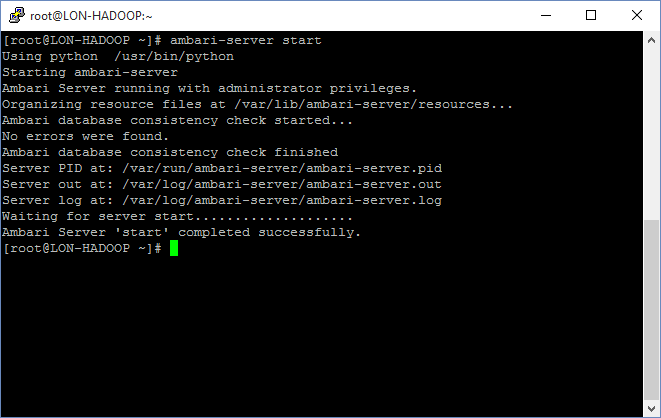 root@LON-HADOOP:~
[root@LON-HADOOP ~]# ambari-server start
Using python  /usr/bin/python
Starting ambari-server
Ambari Server running with administrator privileges.
Organizing resource files at /var/lib/ambari-server/resources...
Ambari database consistency check started...
No errors were found.
Ambari database consistency check finished
Server PID at: /var/run/ambari-server/ambari-server.pid
Server out at: /var/log/ambari-server/ambari-server.out
Server log at: /var/log/ambari-server/ambari-server.log
Waiting for server start....................
Ambari Server 'start' completed successfully.
[root@LON-HADOOP ~]#